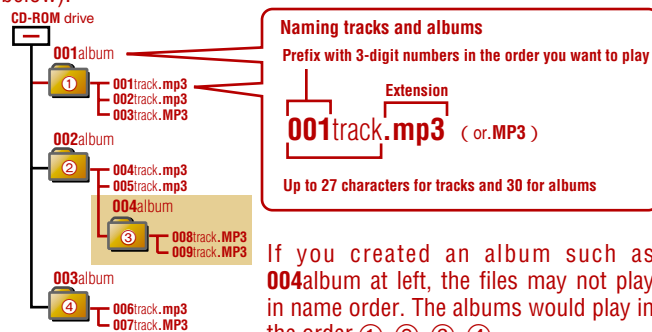 below).
CD-ROM drive
001album
①
001track.mp3
002track.mp3
003track.MP3
002album
②
004track.mp3
005track.mp3
004album
③
008track.MP3
009track.MP3
003album
④
006track.mp3
007track.MP3
Naming tracks and albums
Prefix with 3-digit numbers in the order you want to play
Extension
001track.mp3 ( or.MP3 )
Up to 27 characters for tracks and 30 for albums
If you created an album such as
004album at left, the files may not play
in name order. The albums would play in
the order ① ② ③ ④